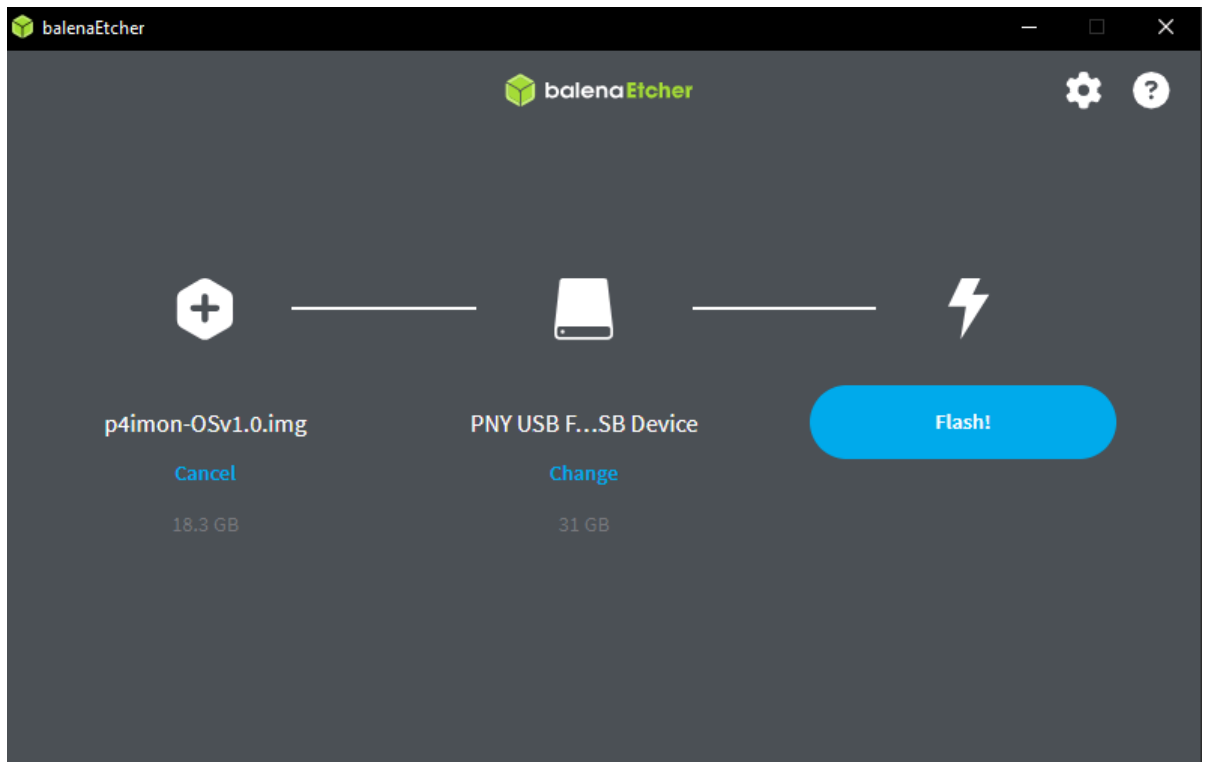 balenaEtcher
balenaEtcher
?
p4imon-OSv1.0.img
PNY USB F...SB Device
Flash!
Cancel
Change
18.3 GB
31 GB